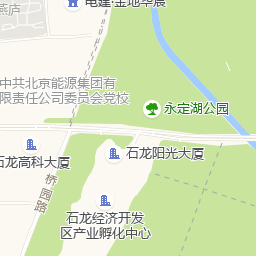 燕庐
电建·金地华宸
中共北京能源集团有
限责任公司委员会党校
永定湖公园
石龙阳光大厦
石龙高科大厦
桥园路
石龙经济开发
区产业孵化中心